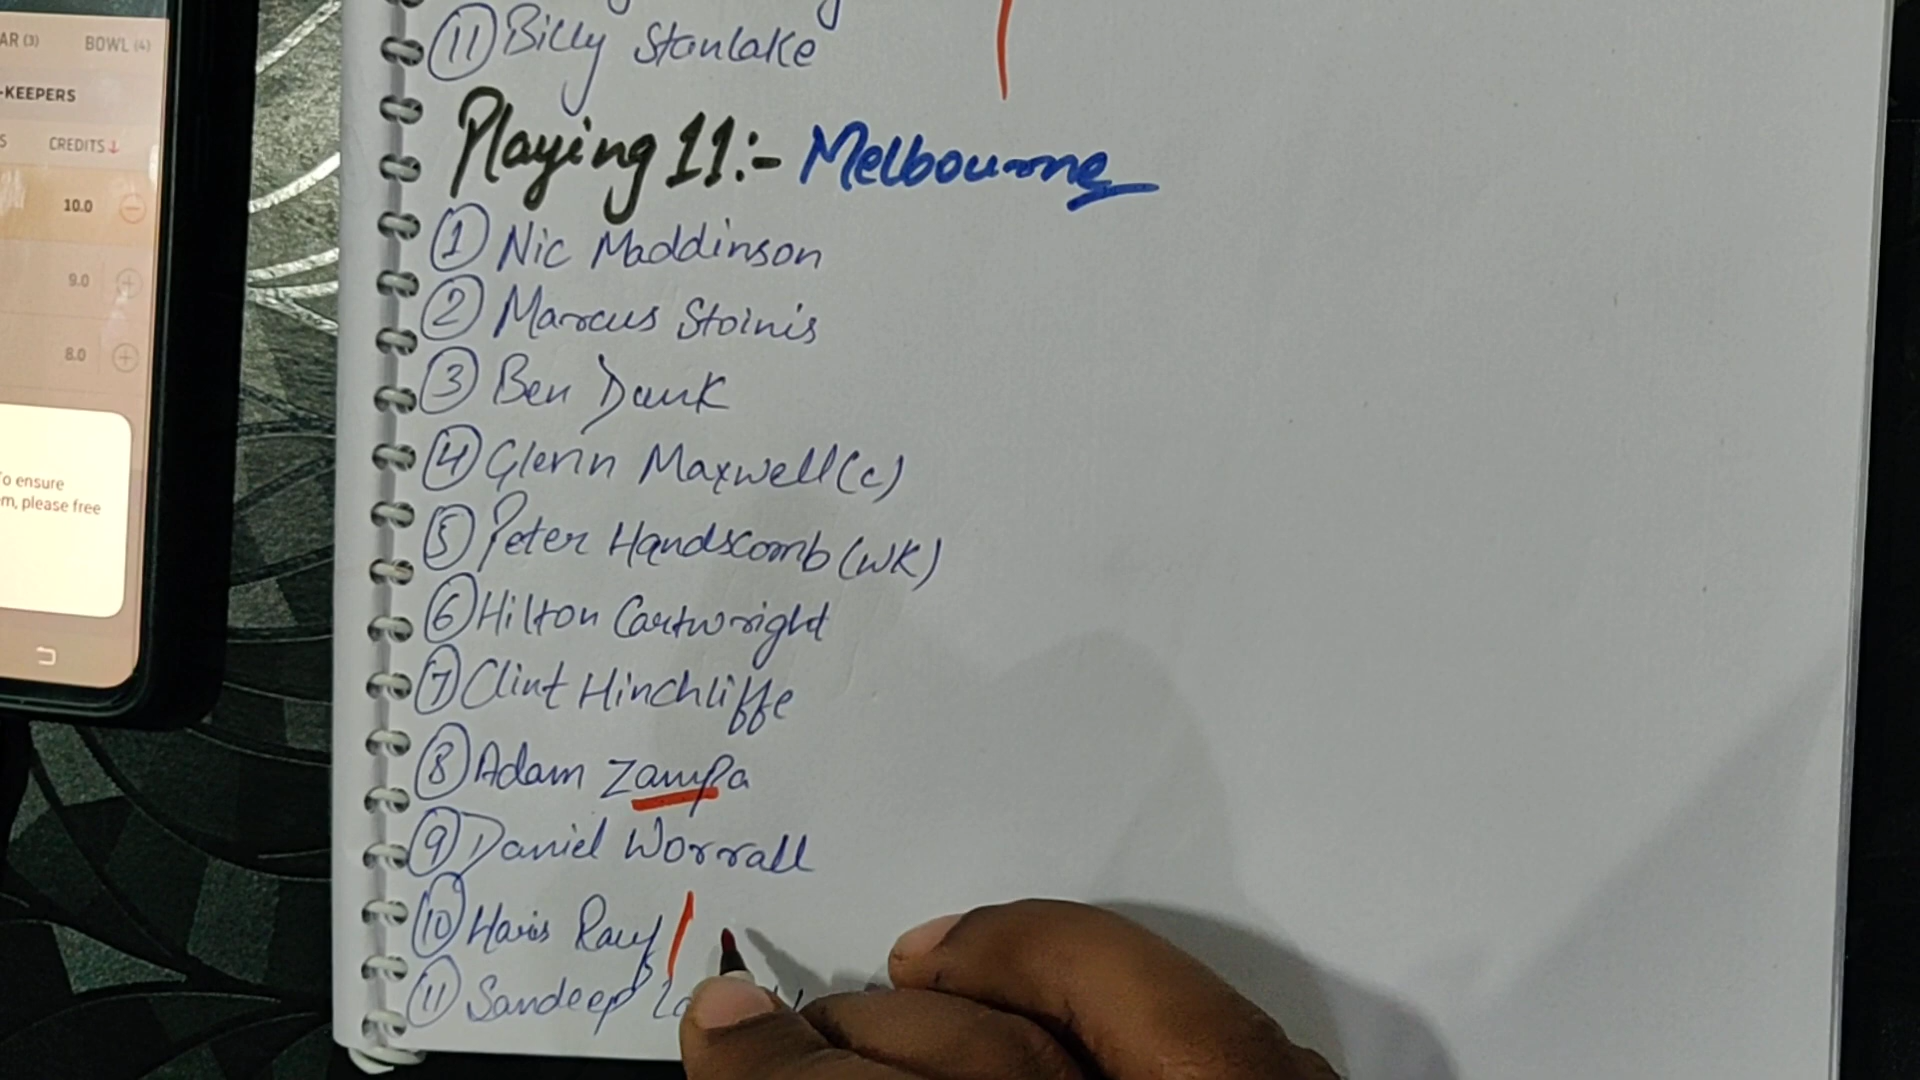 AR (3) BOWL (4)
-KEEPERS
S CREDITS↓
10.0
9.0
8.0
To ensure
m, please free
(11) Billy Stanlake
Playing 11:- Melbourne
(1) Nic Maddinson
(2) Marcus Stoinis
(3) Ben Dunk
(4) Glenn Maxwell (c)
(5) Peter Handscomb (WK)
(6) Hilton Cartwright
(7) Clint Hinchliffe
(8) Adam Zampa
(9) Daniel Worrall
(10) Haris Rauf
(11) Sandeep